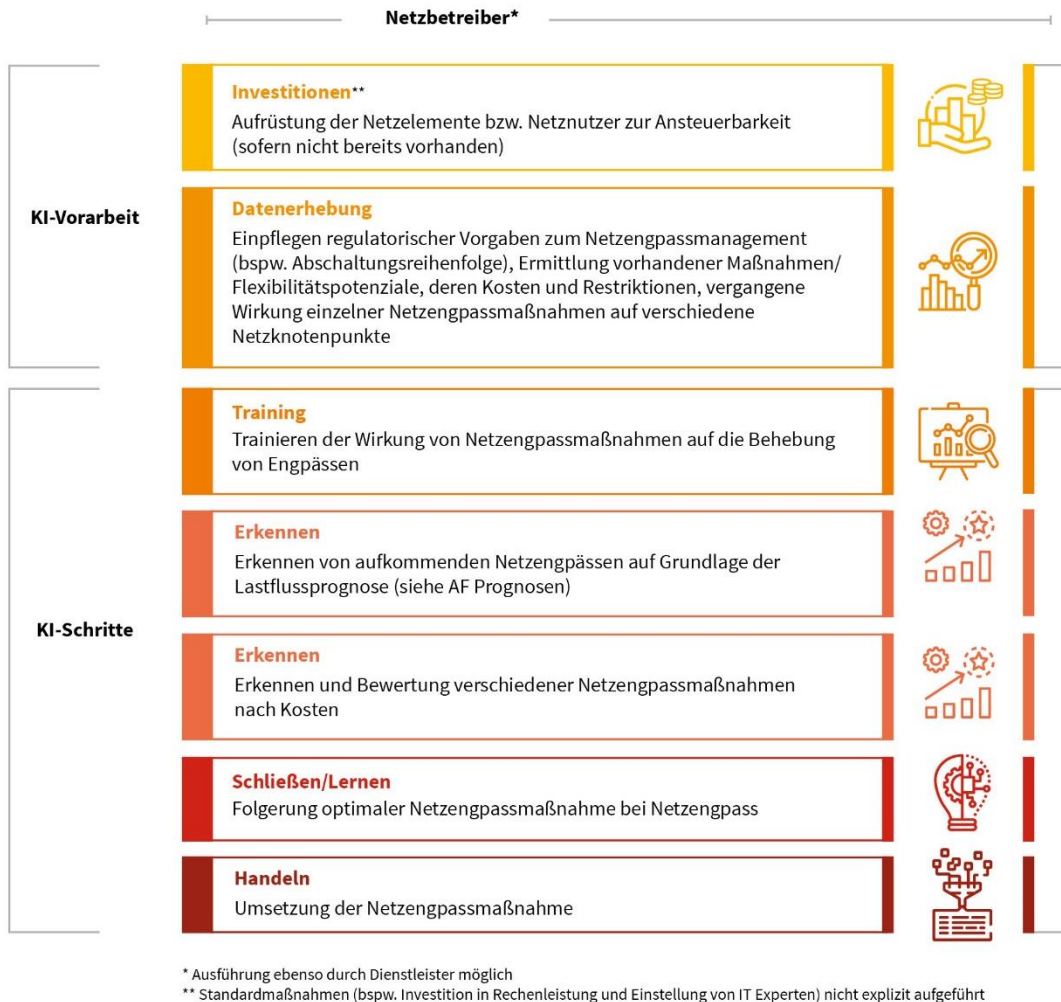 Netzbetreiber*
KI-Vorarbeit
Investitionen**
Aufrüstung der Netzelemente bzw. Netznutzer zur Ansteuerbarkeit
(sofern nicht bereits vorhanden)
Datenerhebung
Einpflegen regulatorischer Vorgaben zum Netzengpassmanagement
(bspw. Abschaltungsreihenfolge), Ermittlung vorhandener Maßnahmen/
Flexibilitätspotenziale, deren Kosten und Restriktionen, vergangene
Wirkung einzelner Netzengpassmaßnahmen auf verschiedene
Netzknotenpunkte
KI-Schritte
Training
Trainieren der Wirkung von Netzengpassmaßnahmen auf die Behebung
von Engpässen
Erkennen
Erkennen von aufkommenden Netzengpässen auf Grundlage der
Lastflussprognose (siehe AF Prognosen)
Erkennen
Erkennen und Bewertung verschiedener Netzengpassmaßnahmen
nach Kosten
Schließen/Lernen
Folgerung optimaler Netzengpassmaßnahme bei Netzengpass
Handeln
Umsetzung der Netzengpassmaßnahme
* Ausführung ebenso durch Dienstleister möglich
** Standardmaßnahmen (bspw. Investition in Rechenleistung und Einstellung von IT Experten) nicht explizit aufgeführt